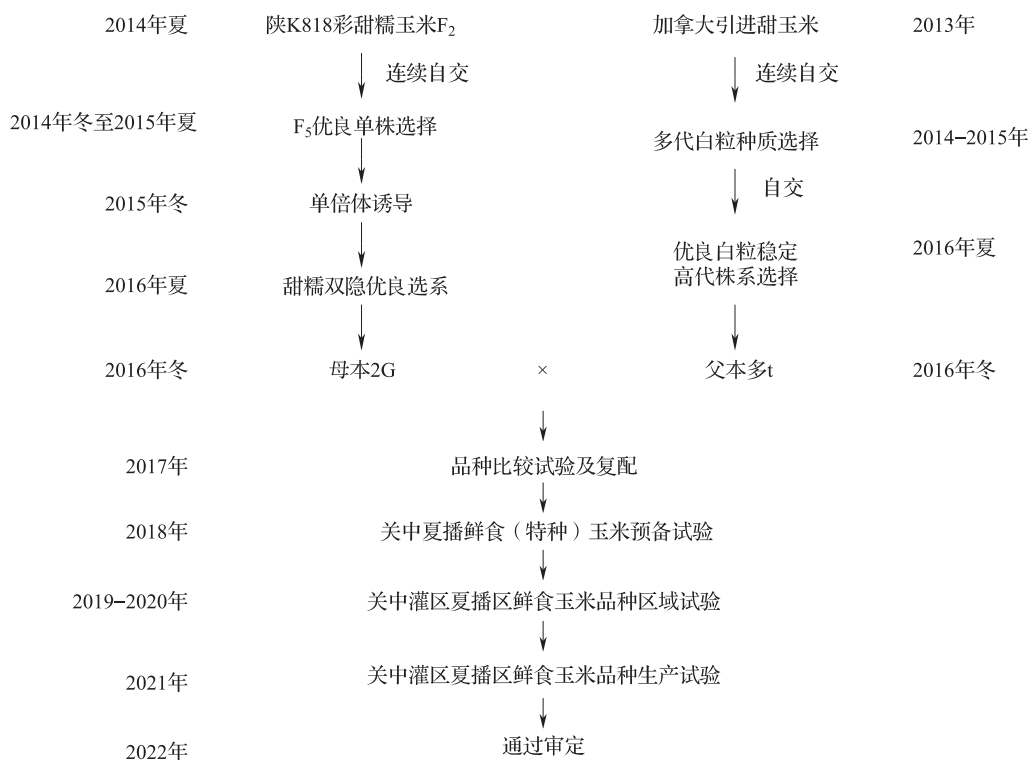 2014年夏 陕K818彩甜糯玉米F₂ 加拿大引进甜玉米 2013年
连续自交 连续自交
2014年冬至2015年夏 F₅优良单株选择 多代白粒种质选择 2014–2015年
自交
2015年冬 单倍体诱导
优良白粒稳定 2016年夏
高代株系选择
2016年夏 甜糯双隐优良选系
2016年冬 母本2G × 父本多t 2016年冬
2017年 品种比较试验及复配
2018年 关中夏播鲜食（特种）玉米预备试验
2019–2020年 关中灌区夏播区鲜食玉米品种区域试验
2021年 关中灌区夏播区鲜食玉米品种生产试验
2022年 通过审定